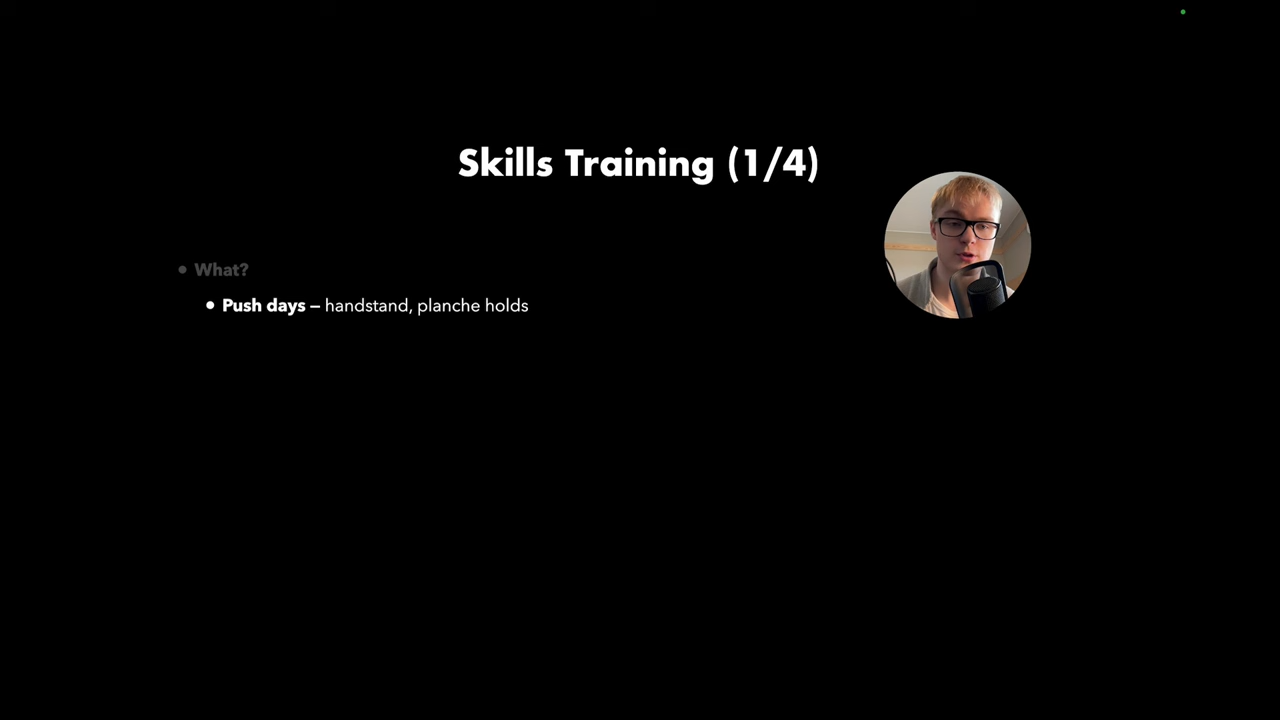 Skills Training (1/4)
• What?
• Push days – handstand, planche holds